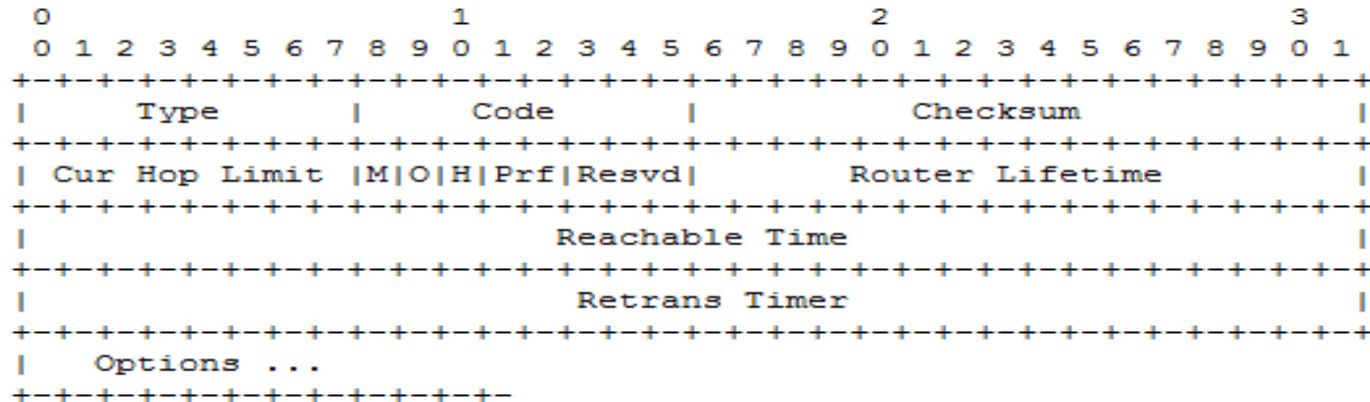 0                   1                   2                   3
 0 1 2 3 4 5 6 7 8 9 0 1 2 3 4 5 6 7 8 9 0 1 2 3 4 5 6 7 8 9 0 1
+-+-+-+-+-+-+-+-+-+-+-+-+-+-+-+-+-+-+-+-+-+-+-+-+-+-+-+-+-+-+-+-+
|     Type      |     Code      |          Checksum             |
+-+-+-+-+-+-+-+-+-+-+-+-+-+-+-+-+-+-+-+-+-+-+-+-+-+-+-+-+-+-+-+-+
| Cur Hop Limit |M|O|H|Prf|Resvd|       Router Lifetime         |
+-+-+-+-+-+-+-+-+-+-+-+-+-+-+-+-+-+-+-+-+-+-+-+-+-+-+-+-+-+-+-+-+
|                         Reachable Time                        |
+-+-+-+-+-+-+-+-+-+-+-+-+-+-+-+-+-+-+-+-+-+-+-+-+-+-+-+-+-+-+-+-+
|                          Retrans Timer                        |
+-+-+-+-+-+-+-+-+-+-+-+-+-+-+-+-+-+-+-+-+-+-+-+-+-+-+-+-+-+-+-+-+
|   Options ...
+-+-+-+-+-+-+-+-+-+-+-+-